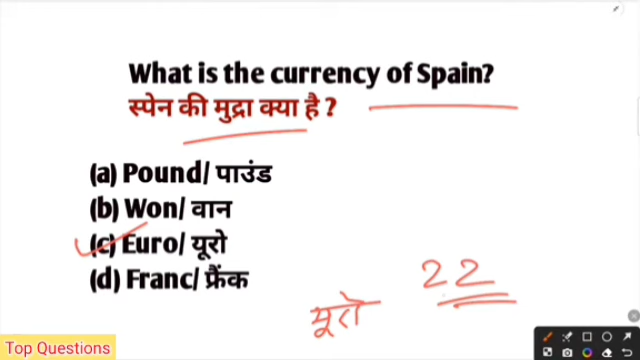 What is the currency of Spain?
स्पेन की मुद्रा क्या है ?
(a) Pound/ पाउंड
(b) Won/ वान
(c) Euro/ यूरो
(d) Franc/ फ्रैंक
यूरो 22
Top Questions